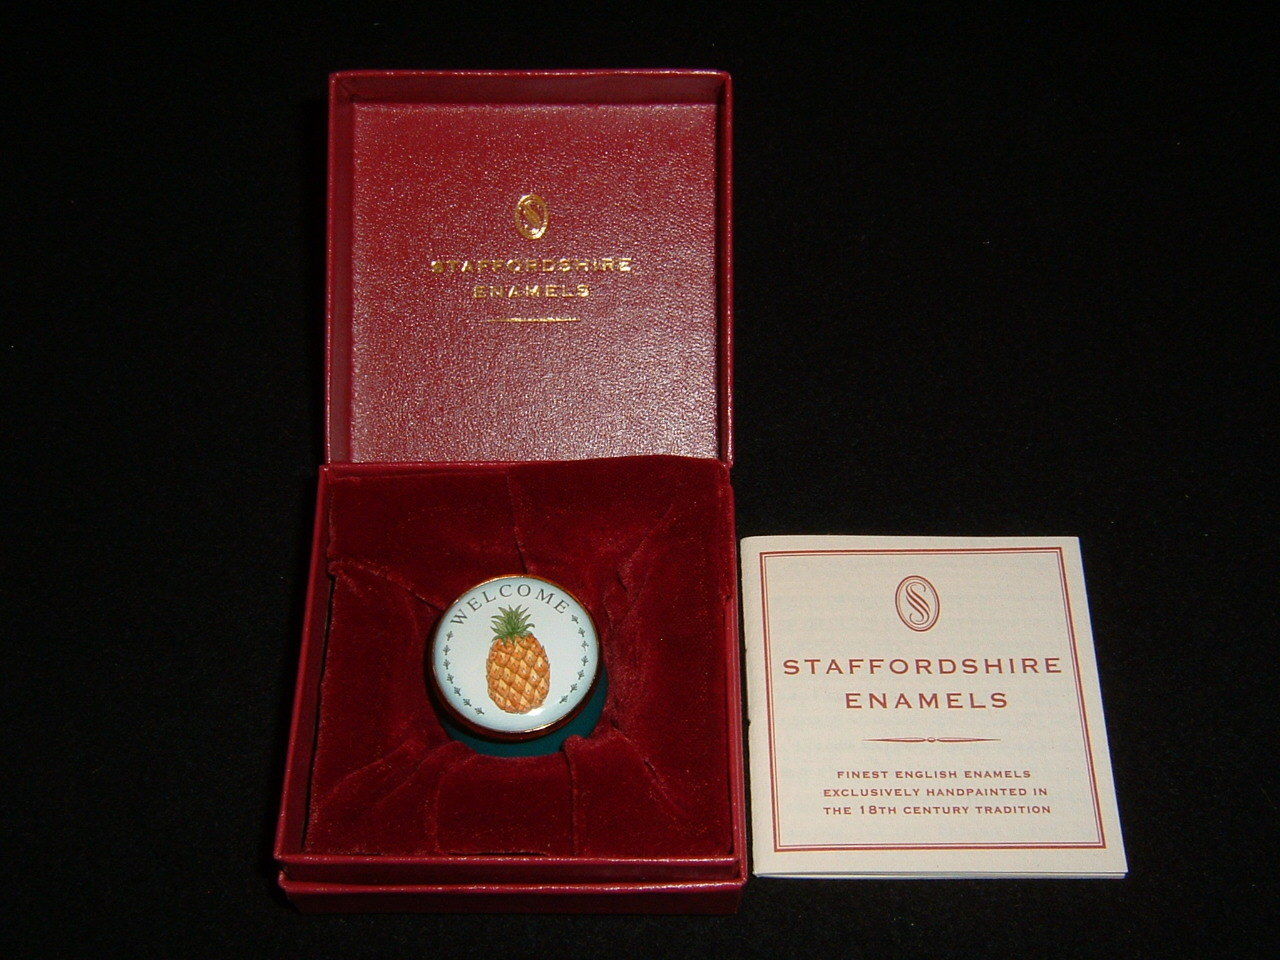 STAFFORDSHIRE
ENAMELS
WELCOME
S
STAFFORDSHIRE
ENAMELS
FINEST ENGLISH ENAMELS
EXCLUSIVELY HANDPAINTED IN
THE 18TH CENTURY TRADITION